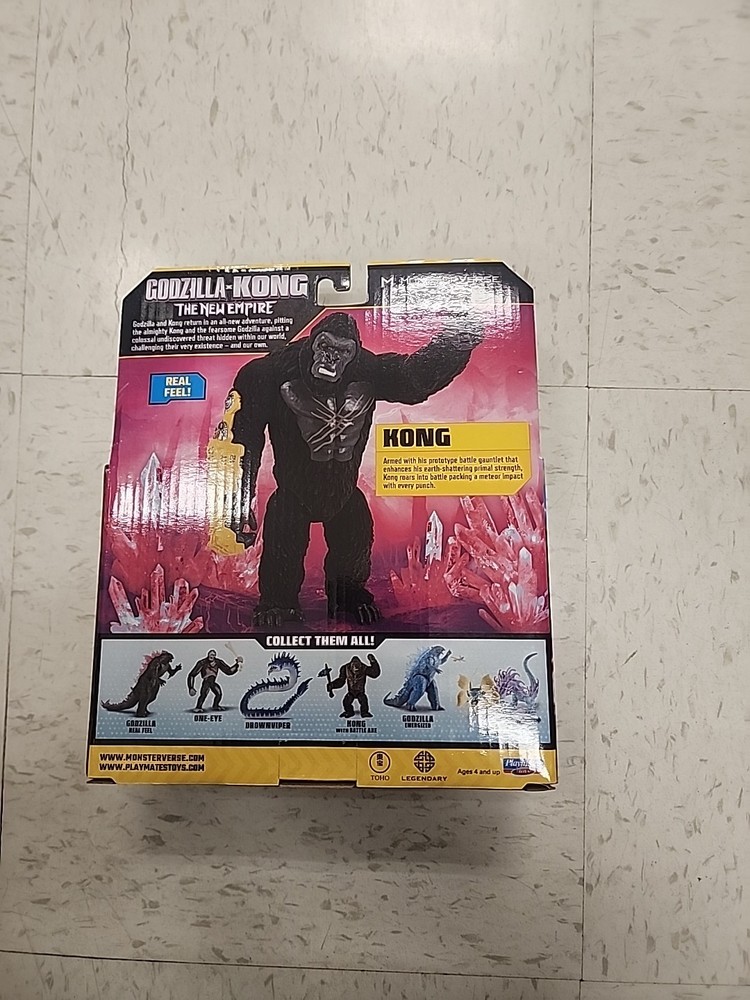 GODZILLA × KONG
THE NEW EMPIRE
Godzilla and Kong return in an all-new adventure, pitting
the almighty Kong and the fearsome Godzilla against a
colossal undiscovered threat hidden within our world,
challenging their very existence – and our own.
REAL
FEEL!
KONG
Armed with his prototype battle gauntlet that
enhances his earth-shattering primal strength,
Kong roars into battle packing a meteor impact
with every punch.
COLLECT THEM ALL!
GODZILLA
REAL FEEL
ONE-EYE
DROWNVIPER
KONG
WITH BATTLE AXE
GODZILLA
ENERGIZED
WWW.MONSTERVERSE.COM
WWW.PLAYMATESTOYS.COM
TOHO
LEGENDARY
Ages 4 and up